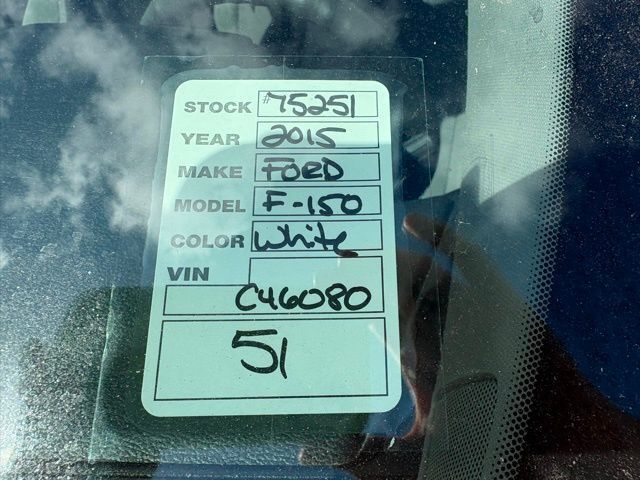 STOCK #75251
YEAR 2015
MAKE FORD
MODEL F-150
COLOR White
VIN
C46080
51